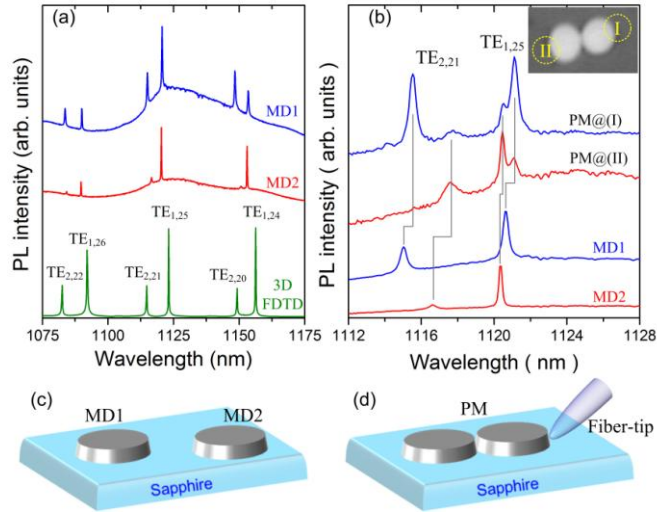 (a)
PL intensity (arb. units)
MD1
MD2
TE1,25
TE1,24
TE1,26
TE2,22
TE2,21
TE2,20
3D
FDTD
1075 1100 1125 1150 1175
Wavelength (nm)
(b)
PL intensity (arb. units)
I
II
TE2,21
TE1,25
PM@(I)
PM@(II)
MD1
MD2
1112 1116 1120 1124 1128
Wavelength ( nm )
(c)
MD1
MD2
Sapphire
(d)
PM
Fiber-tip
Sapphire